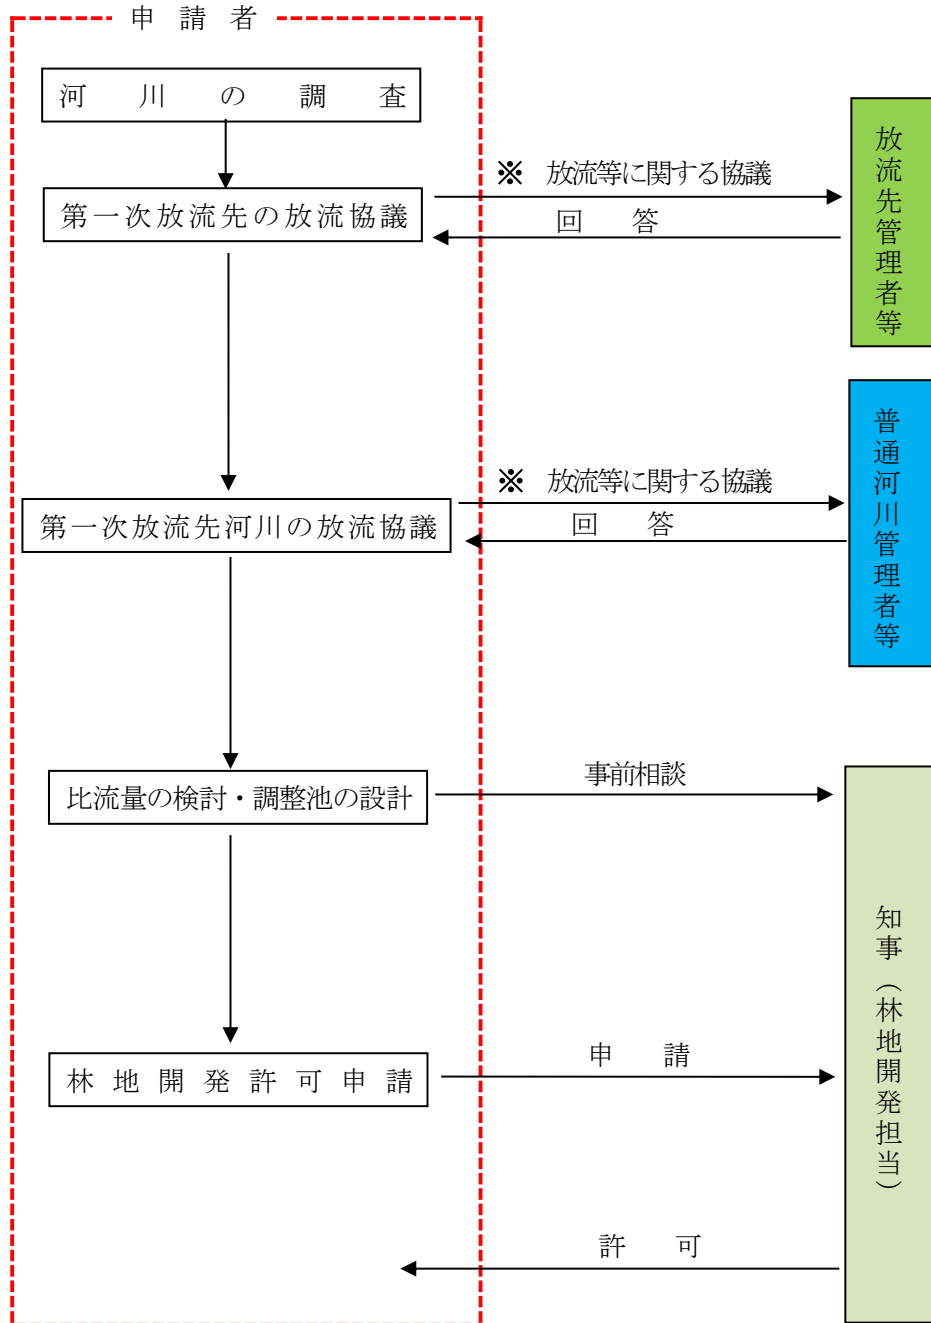 申請者
河川の調査
※　放流等に関する協議
第一次放流先の放流協議
回　答
放流先管理者等
※　放流等に関する協議
第一次放流先河川の放流協議
回　答
普通河川管理者等
事前相談
比流量の検討・調整池の設計
申　請
林地開発許可申請
知事（林地開発担当）
許　可